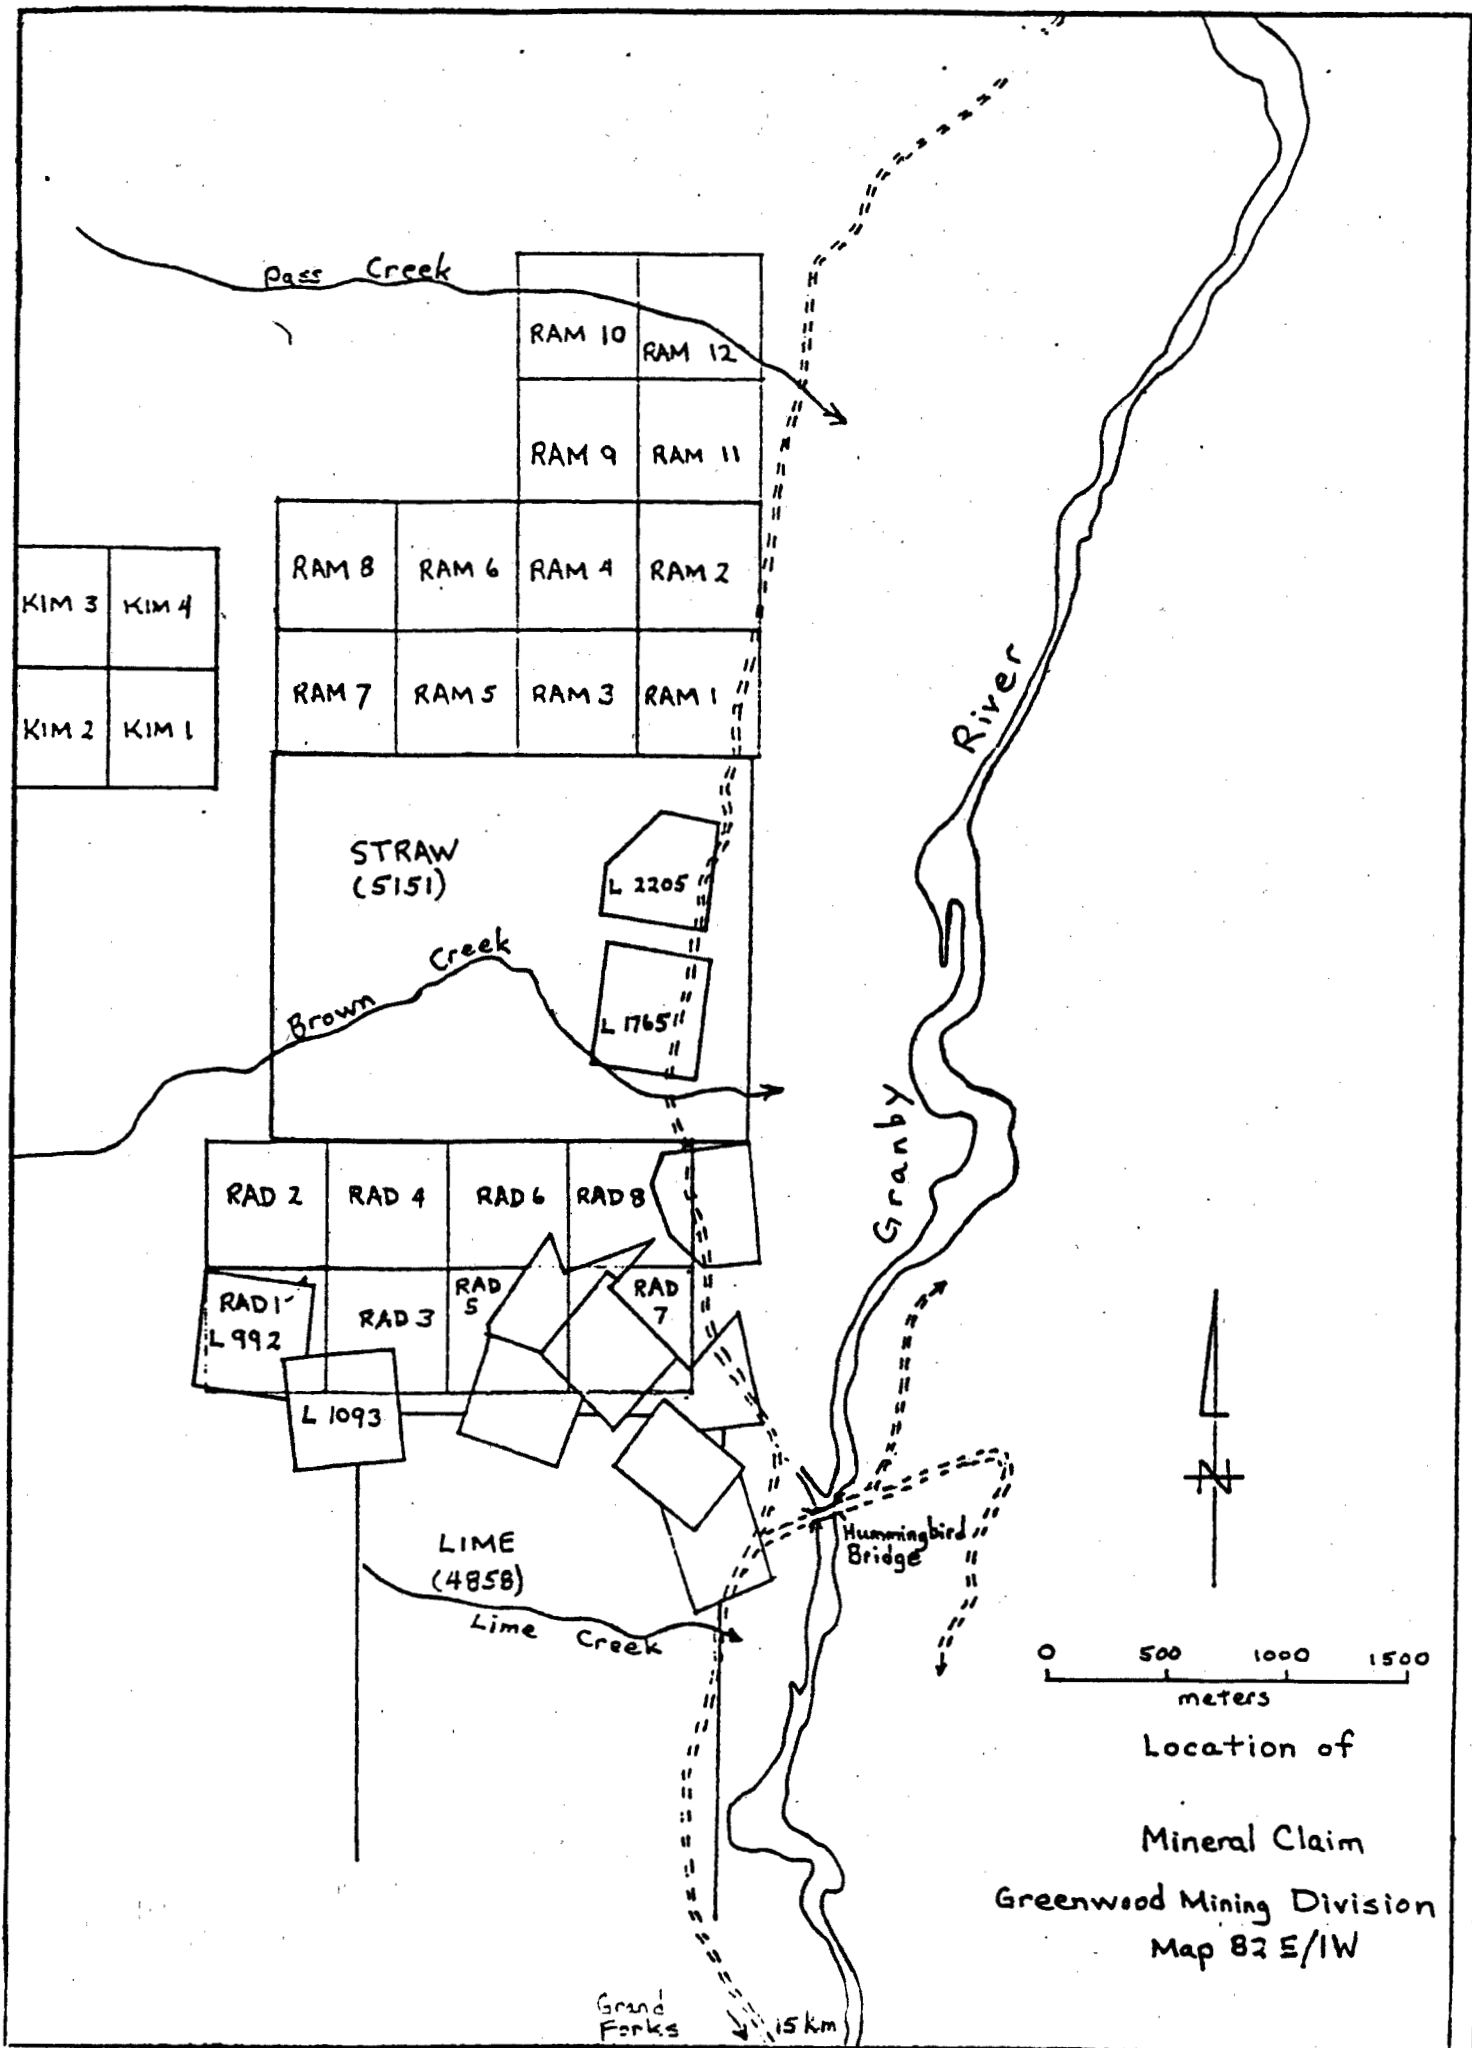 Pass Creek
RAM 10
RAM 12
RAM 9
RAM 11
RAM 8
RAM 6
RAM 4
RAM 2
KIM 3
KIM 4
RAM 7
RAM 5
RAM 3
RAM 1
KIM 2
KIM 1
River
STRAW
(5151)
L 2205
Brown Creek
L 1765
Granby
RAD 2
RAD 4
RAD 6
RAD 8
RAD 1
L 992
RAD 3
RAD
5
RAD
7
L 1093
N
Hummingbird
Bridge
LIME
(4858)
Lime Creek
0 500 1000 1500
meters
Location of
Mineral Claim
Greenwood Mining Division
Map 82 E/1W
Grand
Forks
15 km